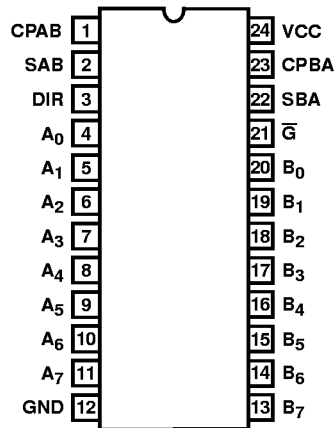 CPAB 1 24 VCC
SAB 2 23 CPBA
DIR 3 22 SBA
A0 4 21 G̅
A1 5 20 B0
A2 6 19 B1
A3 7 18 B2
A4 8 17 B3
A5 9 16 B4
A6 10 15 B5
A7 11 14 B6
GND 12 13 B7